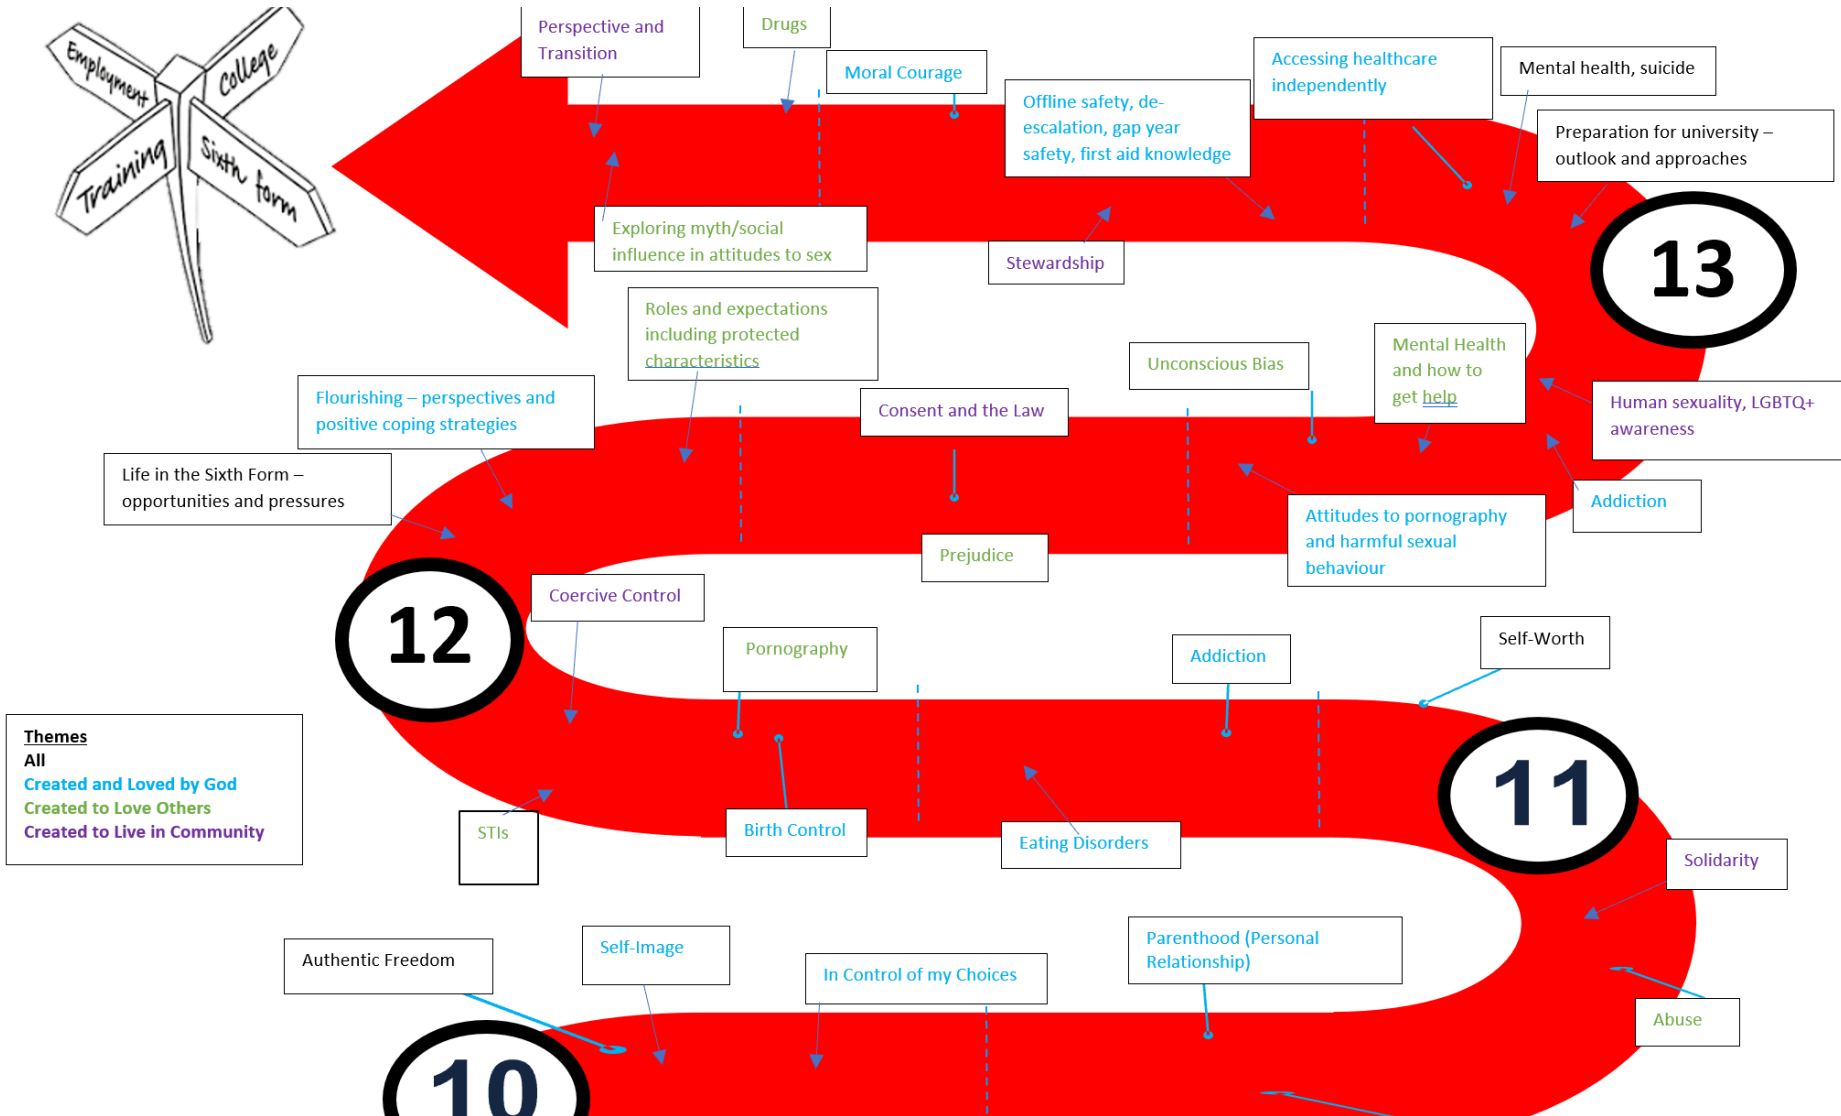 Employment
College
Training
Sixth form
Perspective and
Transition
Drugs
Moral Courage
Offline safety, de-
escalation, gap year
safety, first aid knowledge
Accessing healthcare
independently
Mental health, suicide
Preparation for university –
outlook and approaches
Exploring myth/social
influence in attitudes to sex
Stewardship
13
Roles and expectations
including protected
characteristics
Unconscious Bias
Mental Health
and how to
get help
Human sexuality, LGBTQ+
awareness
Flourishing – perspectives and
positive coping strategies
Consent and the Law
Life in the Sixth Form –
opportunities and pressures
Addiction
Attitudes to pornography
and harmful sexual
behaviour
Prejudice
12
Coercive Control
Pornography
Addiction
Self-Worth
Themes
All
Created and Loved by God
Created to Love Others
Created to Live in Community
STIs
Birth Control
Eating Disorders
11
Solidarity
Authentic Freedom
Self-Image
In Control of my Choices
Parenthood (Personal
Relationship)
Abuse
10